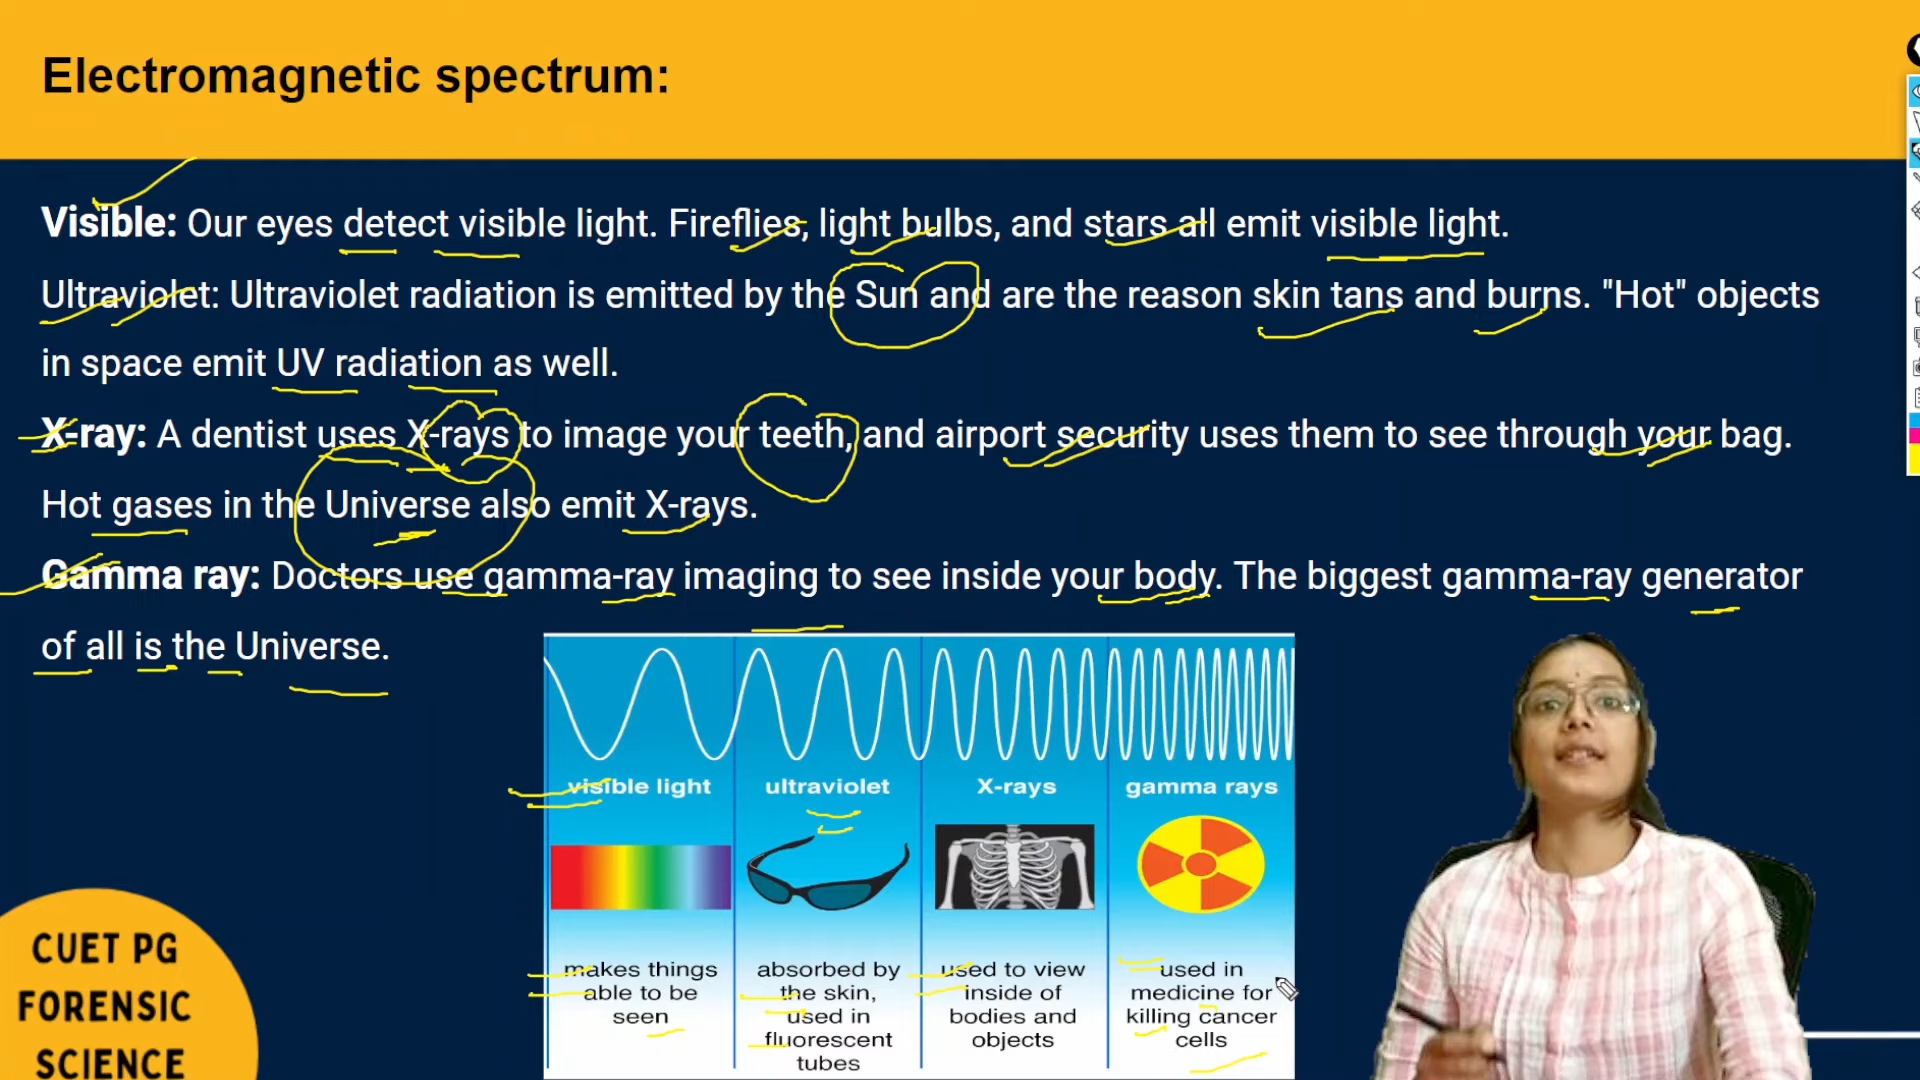 Electromagnetic spectrum:
Visible: Our eyes detect visible light. Fireflies, light bulbs, and stars all emit visible light.
Ultraviolet: Ultraviolet radiation is emitted by the Sun and are the reason skin tans and burns. "Hot" objects
in space emit UV radiation as well.
X-ray: A dentist uses X-rays to image your teeth, and airport security uses them to see through your bag.
Hot gases in the Universe also emit X-rays.
Gamma ray: Doctors use gamma-ray imaging to see inside your body. The biggest gamma-ray generator
of all is the Universe.
visible light
makes things
able to be
seen
ultraviolet
absorbed by
the skin,
used in
fluorescent
tubes
X-rays
used to view
inside of
bodies and
objects
gamma rays
used in
medicine for
killing cancer
cells
CUET PG
FORENSIC
SCIENCE